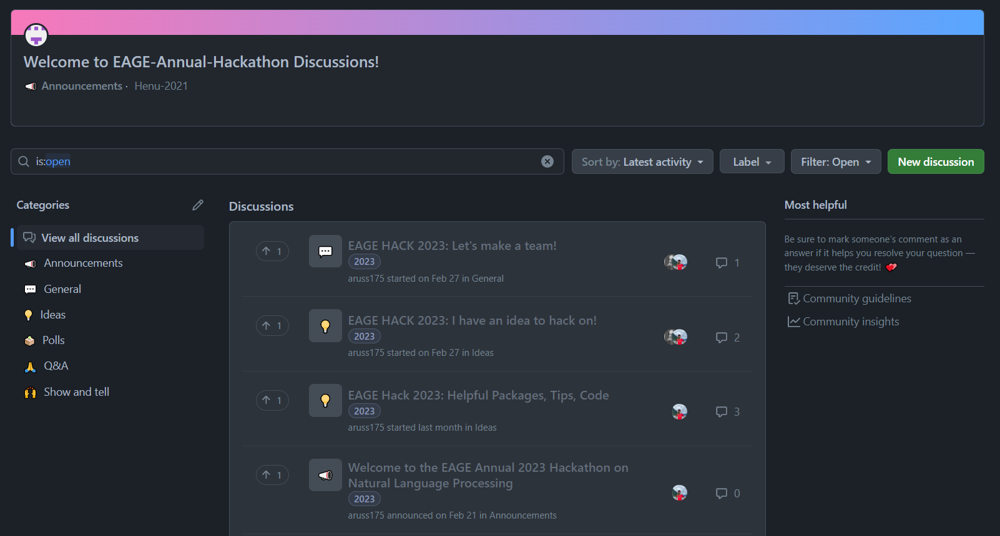 Welcome to EAGE-Annual-Hackathon Discussions!
Announcements · Henu-2021
is:open
Sort by: Latest activity
Label
Filter: Open
New discussion
Categories
View all discussions
Announcements
General
Ideas
Polls
Q&A
Show and tell
Discussions
1
EAGE HACK 2023: Let's make a team!
2023
aruss175 started on Feb 27 in General
1
1
EAGE HACK 2023: I have an idea to hack on!
2023
aruss175 started on Feb 27 in Ideas
2
1
EAGE Hack 2023: Helpful Packages, Tips, Code
2023
aruss175 started last month in Ideas
3
1
Welcome to the EAGE Annual 2023 Hackathon on
Natural Language Processing
2023
aruss175 announced on Feb 21 in Announcements
0
Most helpful
Be sure to mark someone's comment as an
answer if it helps you resolve your question —
they deserve the credit!
Community guidelines
Community insights